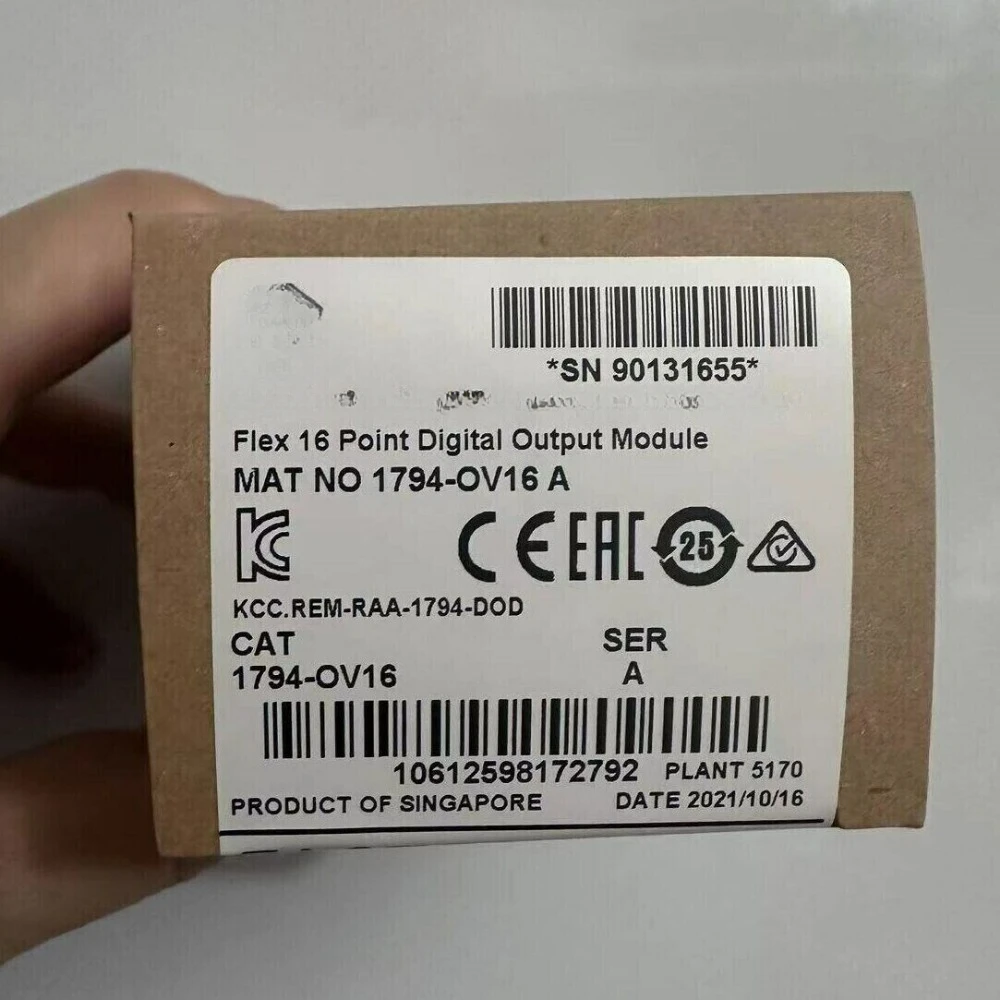 *SN 90131655*
Flex 16 Point Digital Output Module
MAT NO 1794-OV16 A
KC CE EAC 25
KCC.REM-RAA-1794-DOD
CAT SER
1794-OV16 A
10612598172792 PLANT 5170
PRODUCT OF SINGAPORE DATE 2021/10/16